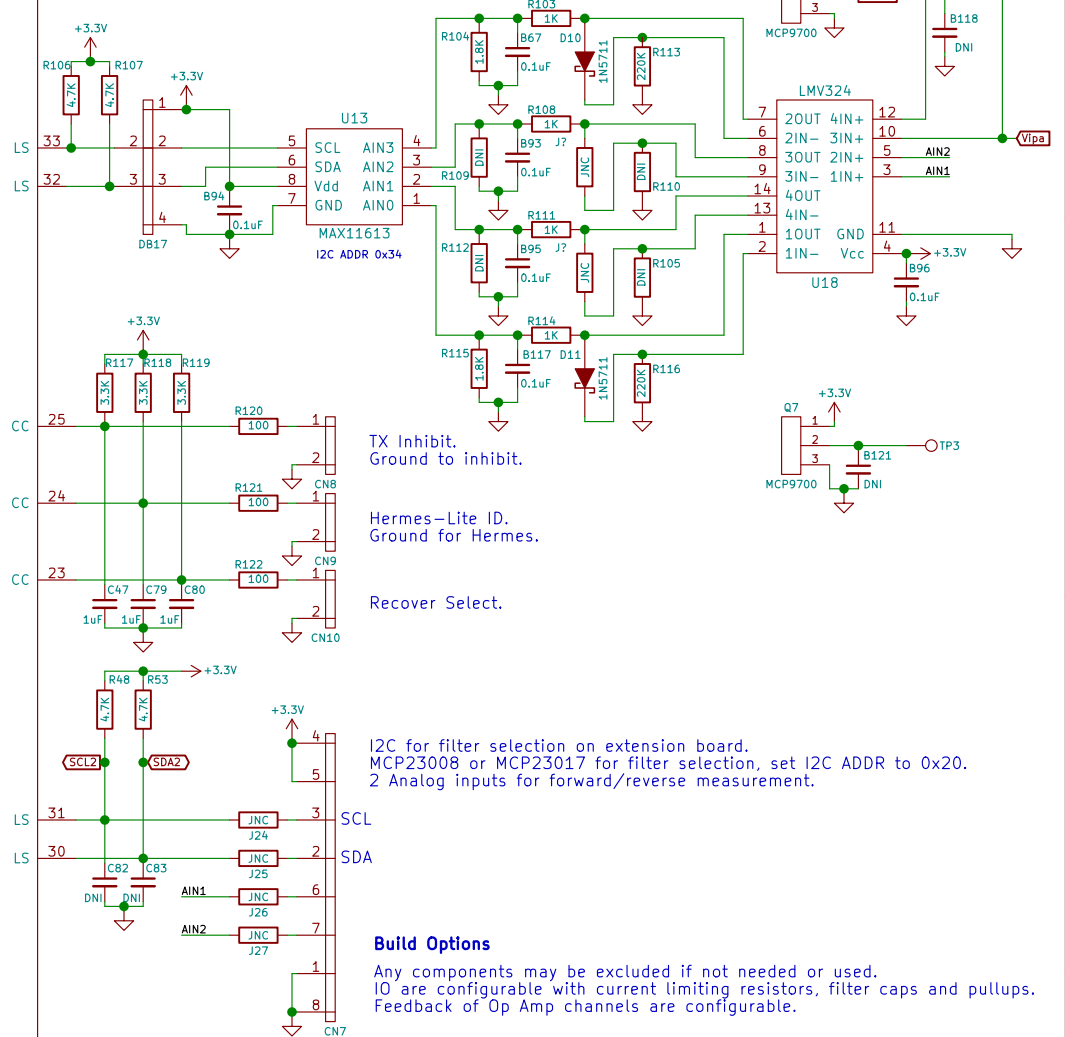 R103
1K
3
MCP9700
B118
DNI
+3.3V
R104
1.8K
B67
0.1uF
D10
1N5711
R113
220K
R106
R107
4.7K
4.7K
+3.3V
LMV324
7 2OUT 4IN+ 12
6 2IN- 3IN+ 10
8 3OUT 2IN+ 5
9 3IN- 1IN+ 3
14 4OUT
13 4IN-
1 1OUT GND 11
2 1IN- Vcc 4
U18
Vipa
AIN2
AIN1
+3.3V
B96
0.1uF
LS 33
LS 32
1
2 2
3 3
4
DB17
B94
0.1uF
U13
5 SCL AIN3 4
6 SDA AIN2 3
8 Vdd AIN1 2
7 GND AIN0 1
MAX11613
I2C ADDR 0x34
R108
1K
J?
R109
DNI
B93
0.1uF
JNC
R110
DNI
R111
1K
J?
R112
DNI
B95
0.1uF
JNC
R105
DNI
R114
1K
R115
1.8K
B117
0.1uF
D11
1N5711
R116
220K
+3.3V
R117
R118
R119
3.3K
3.3K
3.3K
CC 25
R120
100
1
2
CN8
TX Inhibit.
Ground to inhibit.
CC 24
R121
100
1
2
CN9
Hermes-Lite ID.
Ground for Hermes.
CC 23
R122
100
1
2
CN10
Recover Select.
C47
1uF
C79
1uF
C80
1uF
Q7
+3.3V
1
2
3
MCP9700
B121
DNI
TP3
+3.3V
R48
R53
4.7K
4.7K
SCL2
SDA2
+3.3V
4
5
I2C for filter selection on extension board.
MCP23008 or MCP23017 for filter selection, set I2C ADDR to 0x20.
2 Analog inputs for forward/reverse measurement.
LS 31
JNC
J24
3
SCL
LS 30
JNC
J25
2
SDA
C82
DNI
C83
DNI
AIN1
JNC
J26
6
AIN2
JNC
J27
7
1
8
CN7
Build Options
Any components may be excluded if not needed or used.
IO are configurable with current limiting resistors, filter caps and pullups.
Feedback of Op Amp channels are configurable.